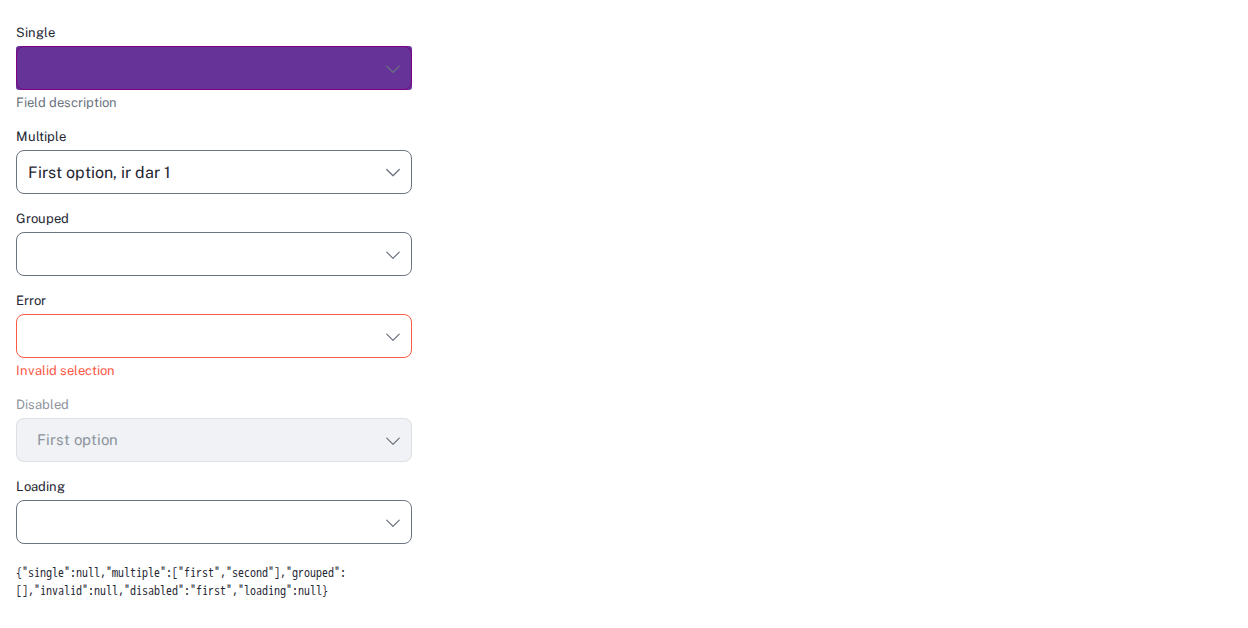 Single
Field description
Multiple
First option, ir dar 1
Grouped
Error
Invalid selection
Disabled
First option
Loading
{"single":null,"multiple":["first","second"],"grouped":
[],"invalid":null,"disabled":"first","loading":null}